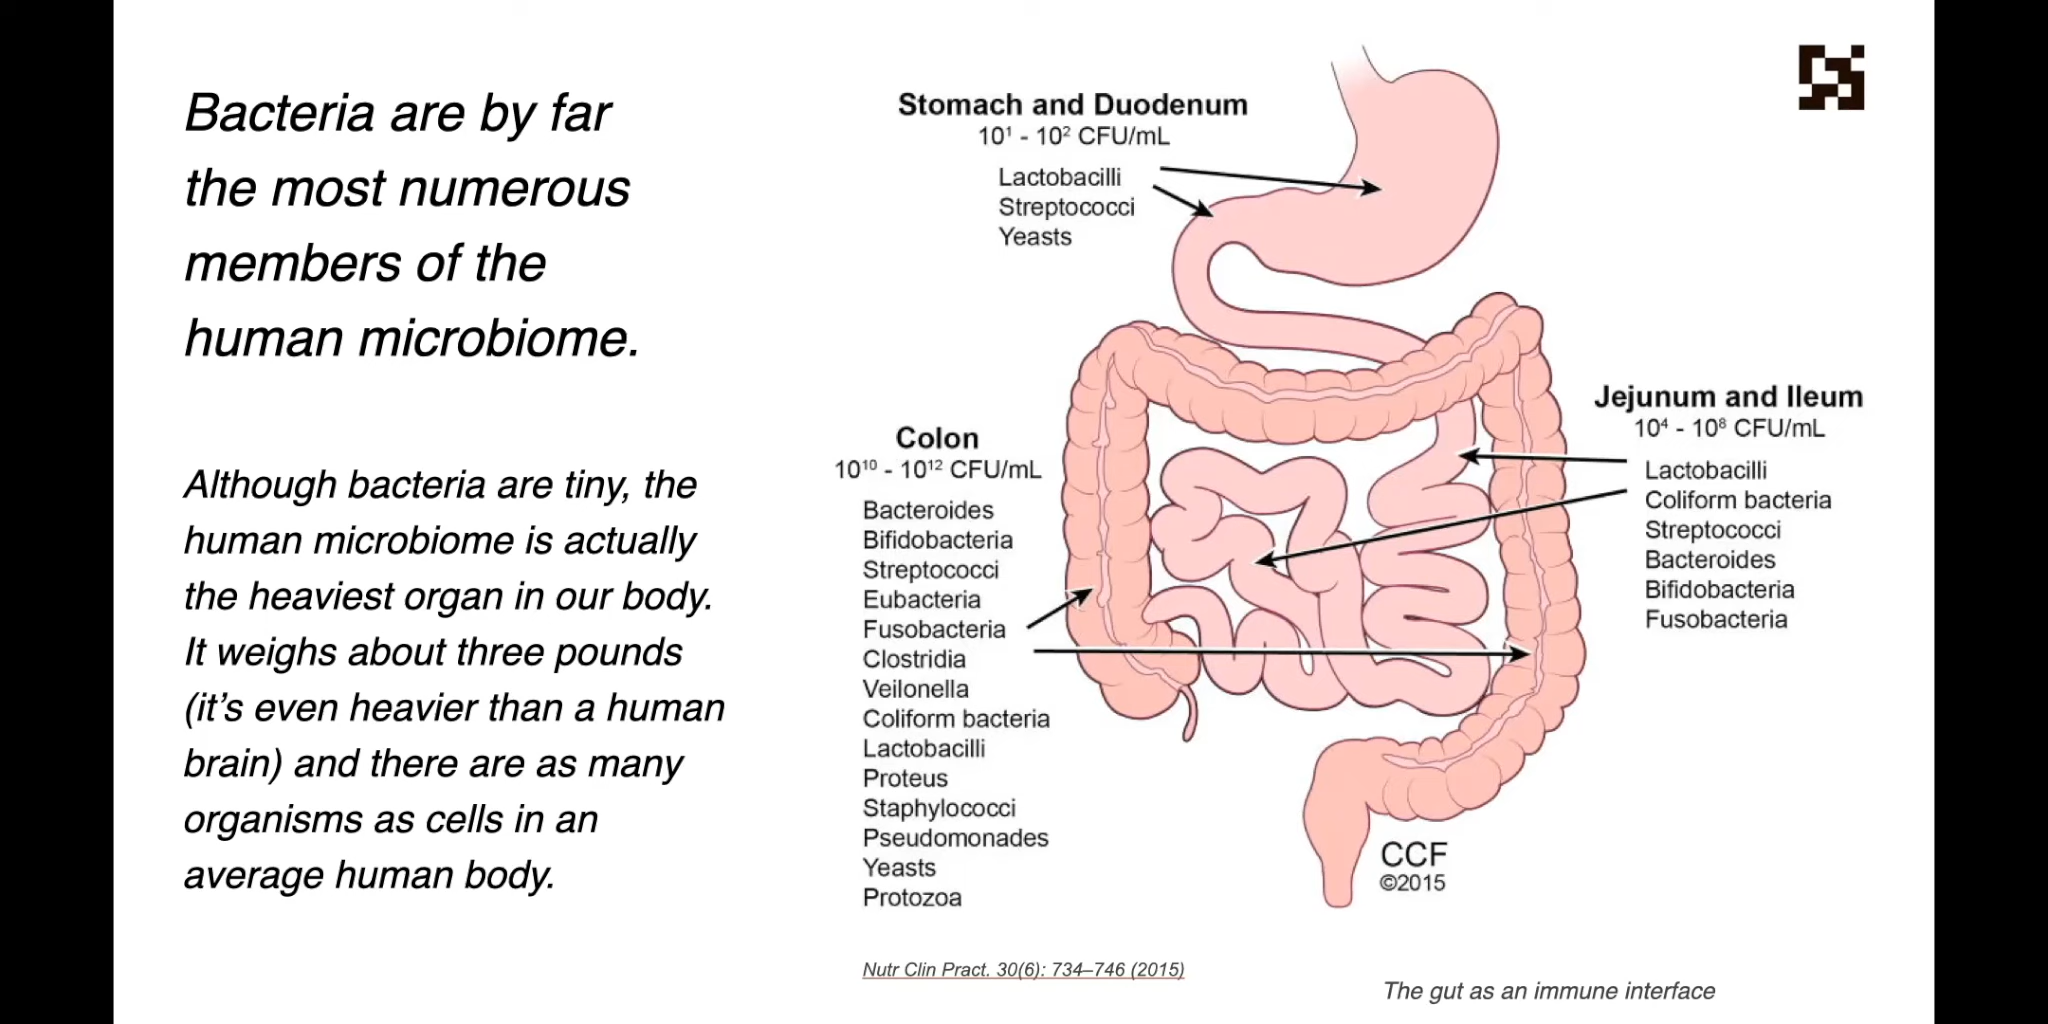 Bacteria are by far
the most numerous
members of the
human microbiome.
Although bacteria are tiny, the
human microbiome is actually
the heaviest organ in our body.
It weighs about three pounds
(it's even heavier than a human
brain) and there are as many
organisms as cells in an
average human body.
Stomach and Duodenum
10¹ - 10² CFU/mL
Lactobacilli
Streptococci
Yeasts
Colon
10¹⁰ - 10¹² CFU/mL
Bacteroides
Bifidobacteria
Streptococci
Eubacteria
Fusobacteria
Clostridia
Veilonella
Coliform bacteria
Lactobacilli
Proteus
Staphylococci
Pseudomonades
Yeasts
Protozoa
Jejunum and Ileum
10⁴ - 10⁸ CFU/mL
Lactobacilli
Coliform bacteria
Streptococci
Bacteroides
Bifidobacteria
Fusobacteria
CCF
©2015
Nutr Clin Pract. 30(6): 734–746 (2015)
The gut as an immune interface